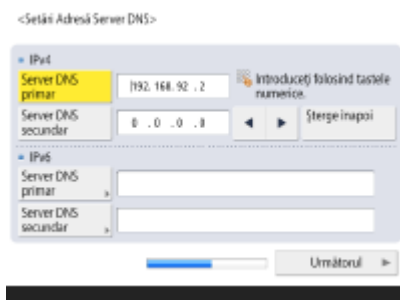 <Setări Adresă Server DNS>
IPv4
Server DNS primar
192. 168. 92 . 2
Introduceţi folosind tastele numerice.
Server DNS secundar
0 . 0 . 0 . 0
Şterge înapoi
IPv6
Server DNS primar
Server DNS secundar
Următorul